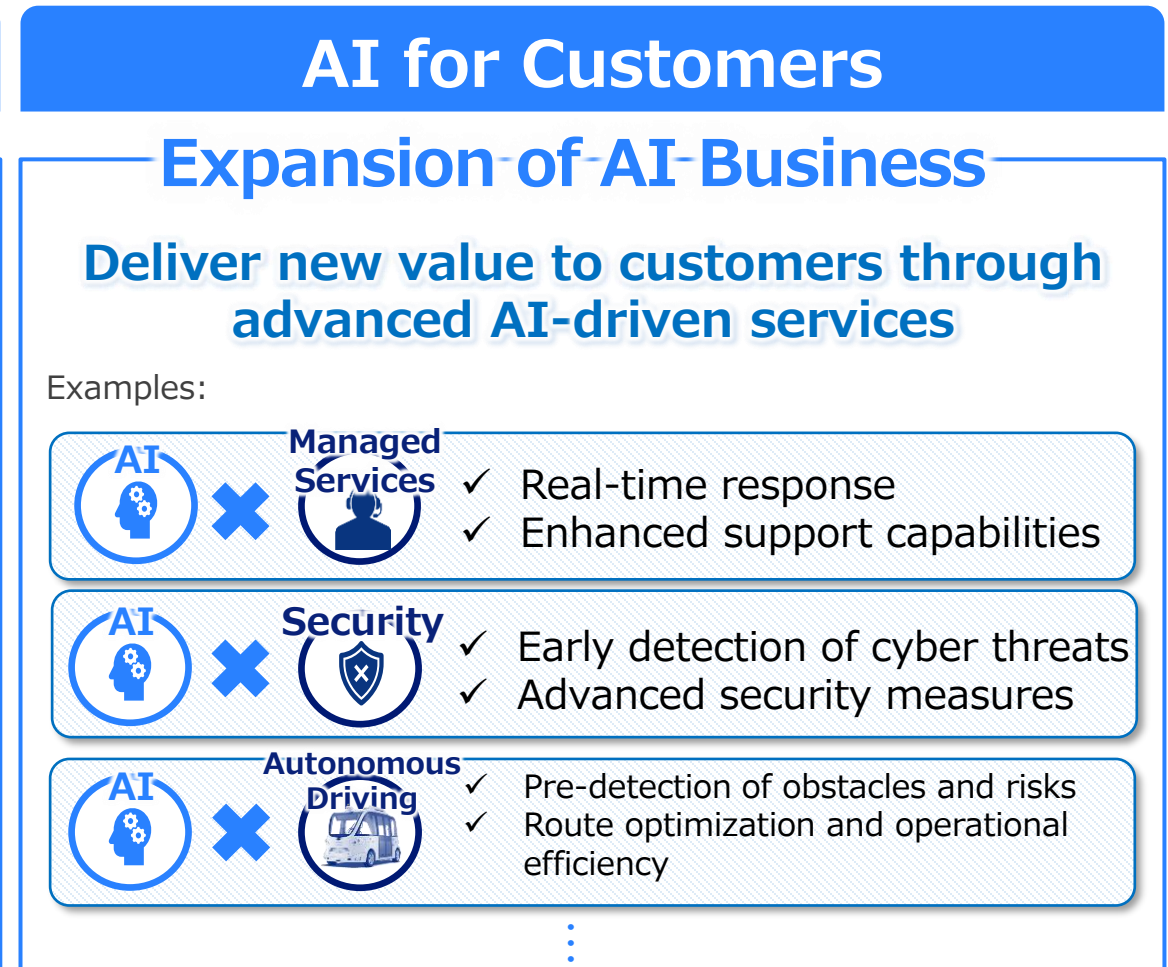 AI for Customers
Expansion of AI Business
Deliver new value to customers through
advanced AI-driven services
Examples:
AI
Managed
Services
✓ Real-time response
✓ Enhanced support capabilities
AI
Security
✓ Early detection of cyber threats
✓ Advanced security measures
AI
Autonomous
Driving
✓ Pre-detection of obstacles and risks
✓ Route optimization and operational
efficiency